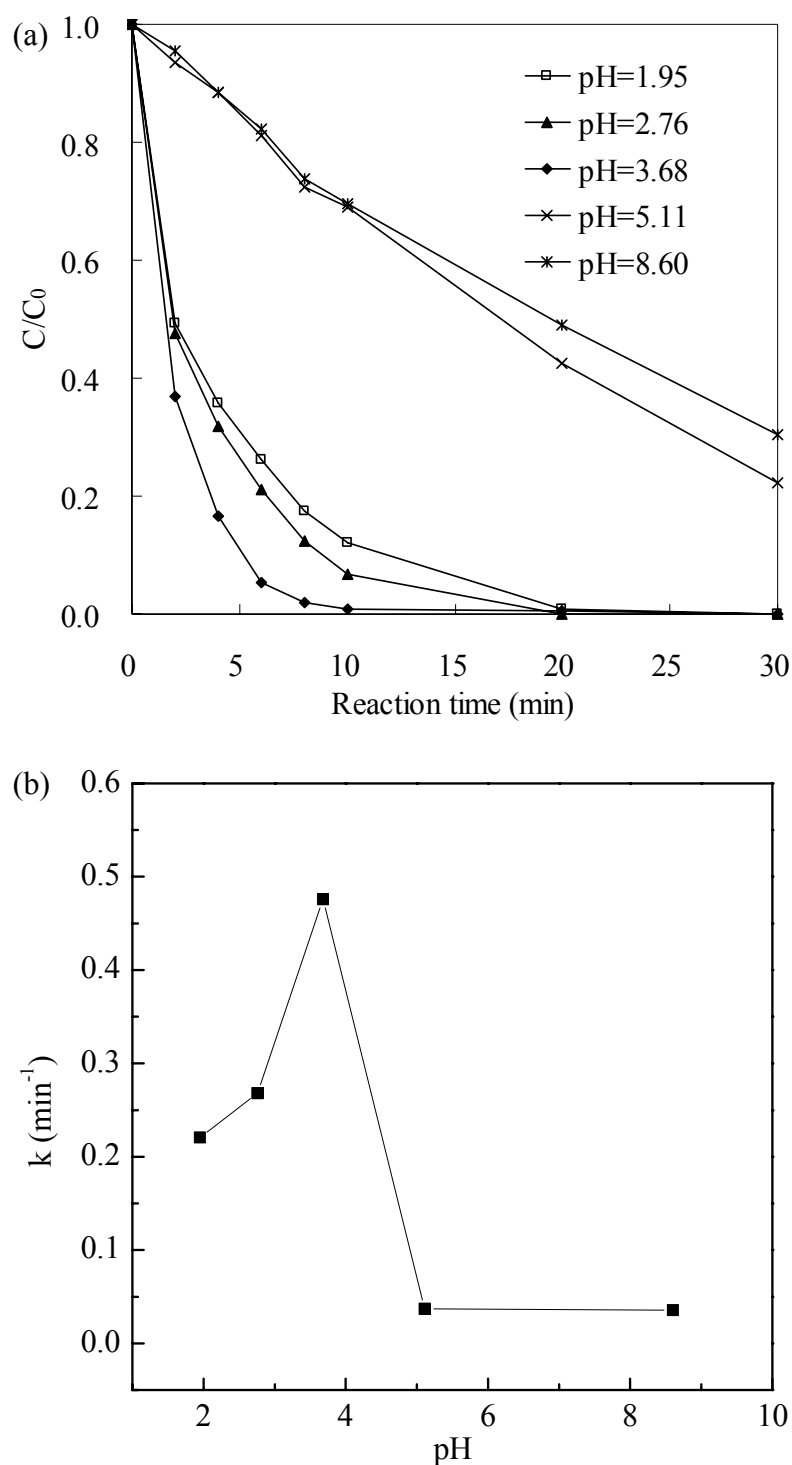 (a)
1.0
0.8
0.6
0.4
0.2
0.0
C/C₀
pH=1.95
pH=2.76
pH=3.68
pH=5.11
pH=8.60
0 5 10 15 20 25 30
Reaction time (min)
(b)
0.6
0.5
0.4
0.3
0.2
0.1
0.0
k (min⁻¹)
2 4 6 8 10
pH